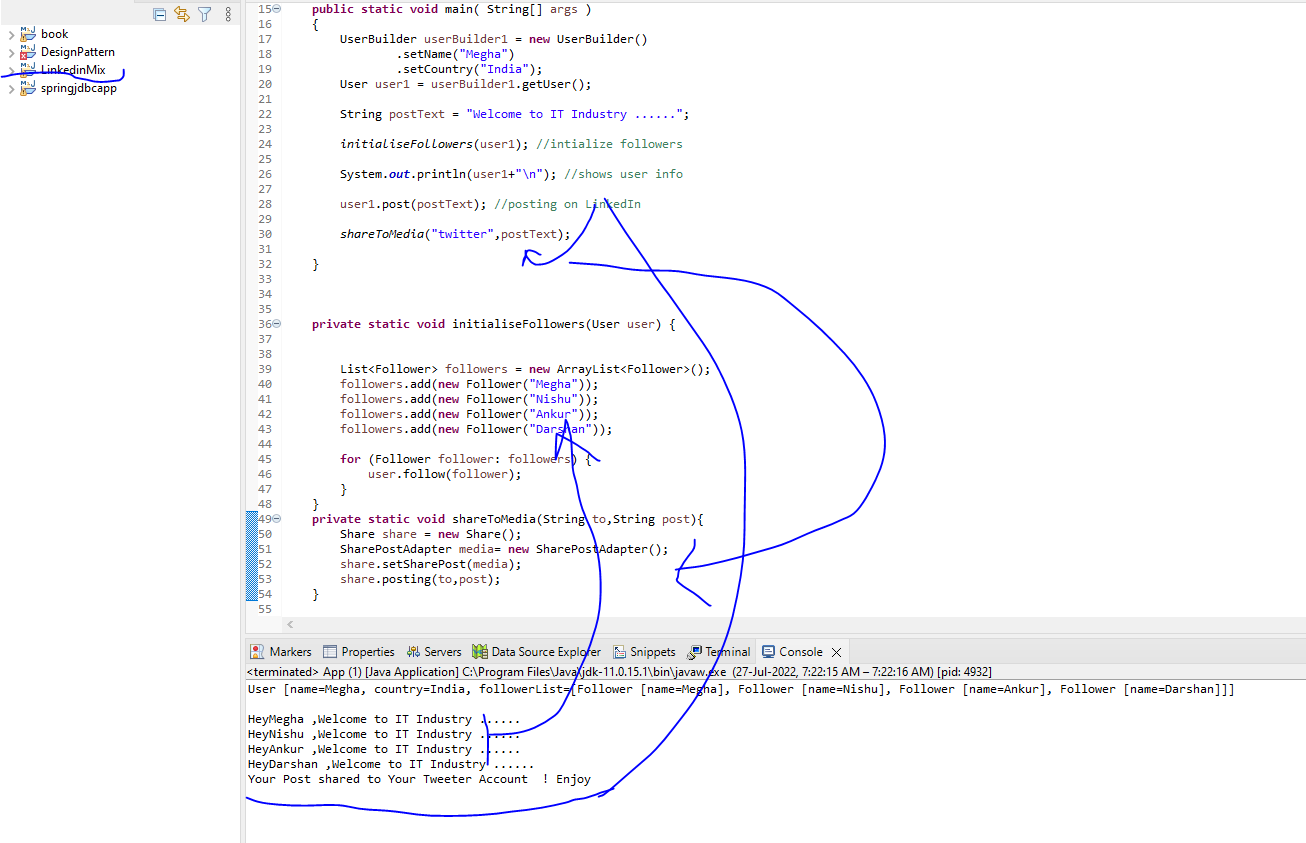 book
DesignPattern
LinkedinMix
springjdbcapp
15 public static void main( String[] args )
16 {
17 UserBuilder userBuilder1 = new UserBuilder()
18 .setName("Megha")
19 .setCountry("India");
20 User user1 = userBuilder1.getUser();
21
22 String postText = "Welcome to IT Industry ......";
23
24 initialiseFollowers(user1); //intialize followers
25
26 System.out.println(user1+"\n"); //shows user info
27
28 user1.post(postText); //posting on LinkedIn
29
30 shareToMedia("twitter",postText);
31
32 }
33
34
35
36 private static void initialiseFollowers(User user) {
37
38
39 List<Follower> followers = new ArrayList<Follower>();
40 followers.add(new Follower("Megha"));
41 followers.add(new Follower("Nishu"));
42 followers.add(new Follower("Ankur"));
43 followers.add(new Follower("Darshan"));
44
45 for (Follower follower: followers) {
46 user.follow(follower);
47 }
48 }
49 private static void shareToMedia(String to,String post){
50 Share share = new Share();
51 SharePostAdapter media= new SharePostAdapter();
52 share.setSharePost(media);
53 share.posting(to,post);
54 }
55
Markers Properties Servers Data Source Explorer Snippets Terminal Console
<terminated> App (1) [Java Application] C:\Program Files\Java\jdk-11.0.15.1\bin\javaw.exe (27-Jul-2022, 7:22:15 AM – 7:22:16 AM) [pid: 4932]
User [name=Megha, country=India, followerList=[Follower [name=Megha], Follower [name=Nishu], Follower [name=Ankur], Follower [name=Darshan]]]
HeyMegha ,Welcome to IT Industry ......
HeyNishu ,Welcome to IT Industry ......
HeyAnkur ,Welcome to IT Industry ......
HeyDarshan ,Welcome to IT Industry ......
Your Post shared to Your Tweeter Account  ! Enjoy